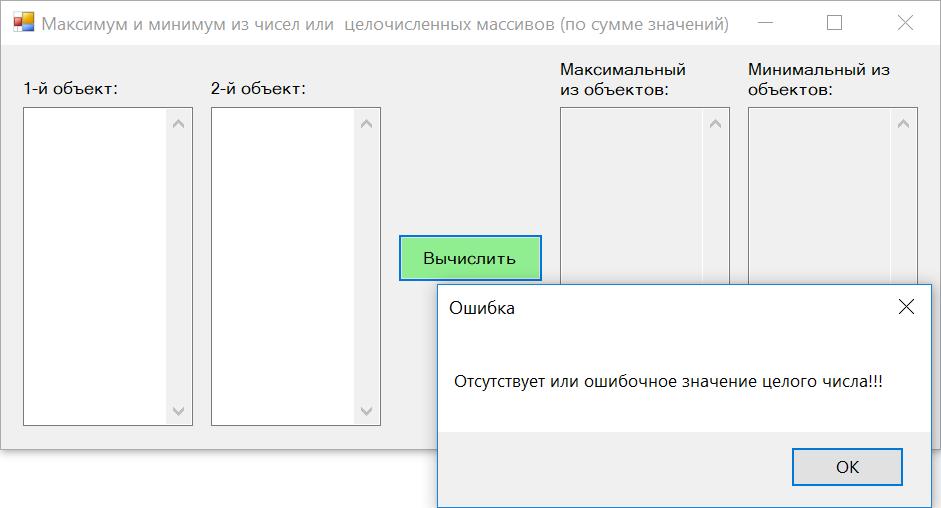 Максимум и минимум из чисел или  целочисленных массивов (по сумме значений)
1-й объект:
2-й объект:
Максимальный
из объектов:
Минимальный из
объектов:
Вычислить
Ошибка
Отсутствует или ошибочное значение целого числа!!!
ОК